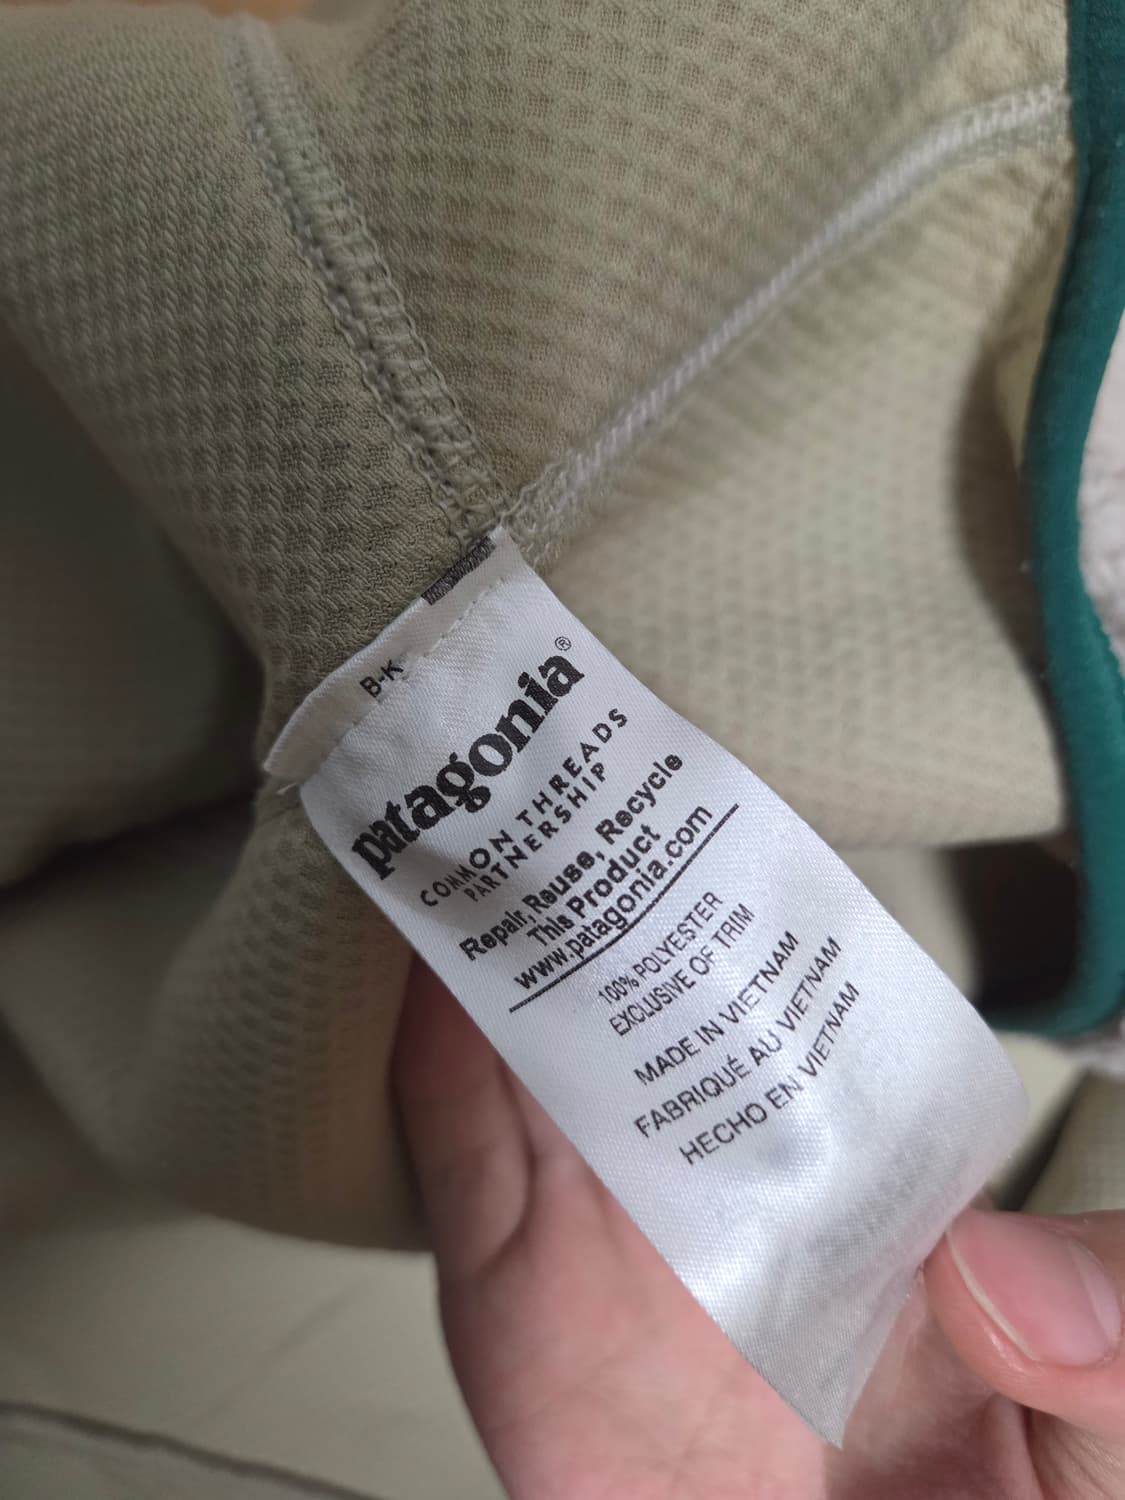 B-K
patagonia®
COMMON THREADS
PARTNERSHIP
Repair, Reuse, Recycle
This Product
www.patagonia.com
100% POLYESTER
EXCLUSIVE OF TRIM
MADE IN VIETNAM
FABRIQUÉ AU VIETNAM
HECHO EN VIETNAM